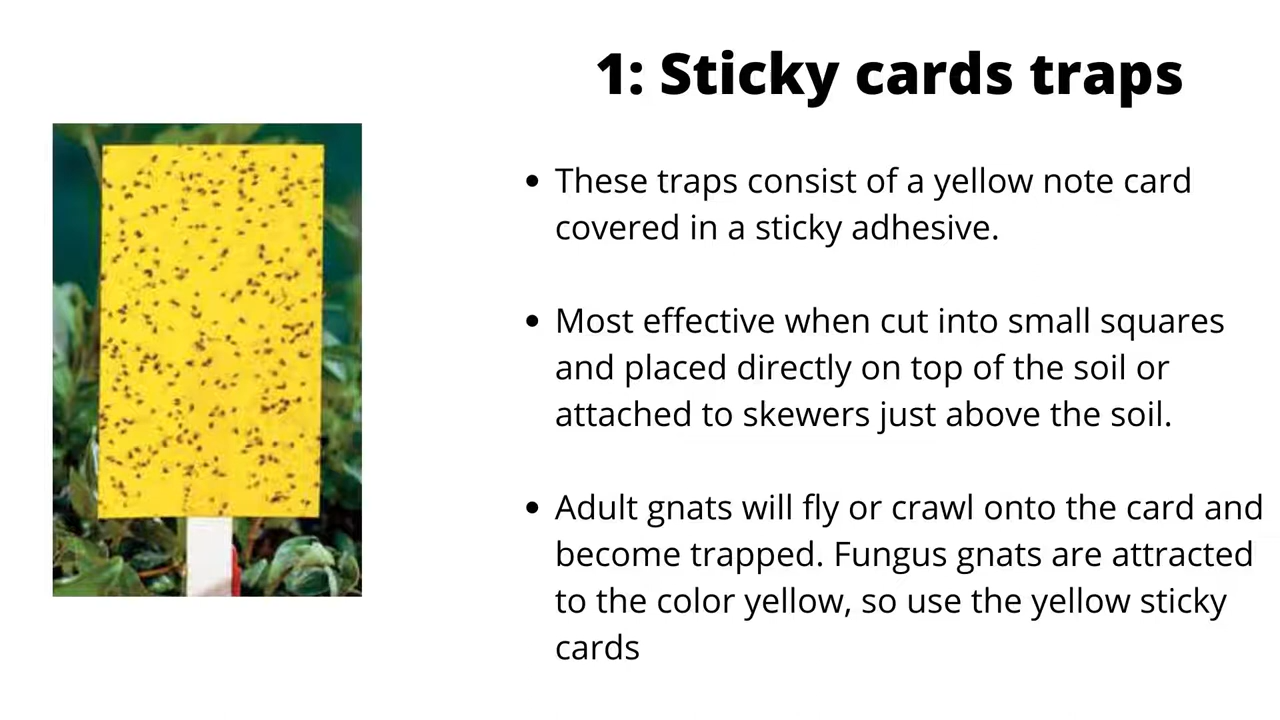 1: Sticky cards traps
• These traps consist of a yellow note card
covered in a sticky adhesive.
• Most effective when cut into small squares
and placed directly on top of the soil or
attached to skewers just above the soil.
• Adult gnats will fly or crawl onto the card and
become trapped. Fungus gnats are attracted
to the color yellow, so use the yellow sticky
cards